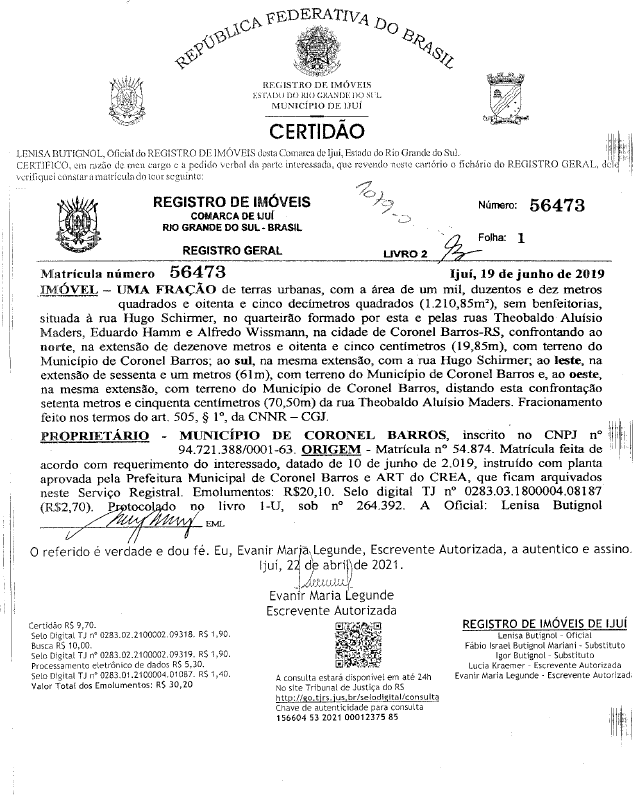 REPÚBLICA FEDERATIVA DO BRASIL
REGISTRO DE IMÓVEIS
ESTADO DO RIO GRANDE DO SUL
MUNICÍPIO DE IJUÍ
CERTIDÃO
LENISA BUTIGNOL, Oficial do REGISTRO DE IMÓVEIS desta Comarca de Ijuí, Estado do Rio Grande do Sul.
CERTIFICO, em razão de meu cargo e a pedido verbal da parte interessada, que revendo neste cartório o fichário do REGISTRO GERAL, dele
verifiquei constar a matrícula do teor seguinte:
REGISTRO DE IMÓVEIS
COMARCA DE IJUÍ
RIO GRANDE DO SUL - BRASIL
REGISTRO GERAL
LIVRO 2
Número: 56473
Folha: 1
Matrícula número 56473 Ijuí, 19 de junho de 2019
IMÓVEL – UMA FRAÇÃO de terras urbanas, com a área de um mil, duzentos e dez metros
quadrados e oitenta e cinco decímetros quadrados (1.210,85m²), sem benfeitorias,
situada à rua Hugo Schirmer, no quarteirão formado por esta e pelas ruas Theobaldo Aluísio
Maders, Eduardo Hamm e Alfredo Wissmann, na cidade de Coronel Barros-RS, confrontando ao
norte, na extensão de dezenove metros e oitenta e cinco centímetros (19,85m), com terreno do
Município de Coronel Barros; ao sul, na mesma extensão, com a rua Hugo Schirmer; ao leste, na
extensão de sessenta e um metros (61m), com terreno do Município de Coronel Barros e, ao oeste,
na mesma extensão, com terreno do Município de Coronel Barros, distando esta confrontação
setenta metros e cinquenta centímetros (70,50m) da rua Theobaldo Aluísio Maders. Fracionamento
feito nos termos do art. 505, § 1º, da CNNR – CGJ.
PROPRIETÁRIO - MUNICÍPIO DE CORONEL BARROS, inscrito no CNPJ nº
94.721.388/0001-63. ORIGEM - Matrícula nº 54.874. Matrícula feita de
acordo com requerimento do interessado, datado de 10 de junho de 2.019, instruído com planta
aprovada pela Prefeitura Municipal de Coronel Barros e ART do CREA, que ficam arquivados
neste Serviço Registral. Emolumentos: R$20,10. Selo digital TJ nº 0283.03.1800004.08187
(R$2,70). Protocolado no livro 1-U, sob nº 264.392. A Oficial: Lenisa Butignol
EML
O referido é verdade e dou fé. Eu, Evanir Maria Legunde, Escrevente Autorizada, a autentico e assino.
Ijuí, 22 de abril de 2021.
Evanir Maria Legunde
Escrevente Autorizada
Certidão R$ 9,70.
Selo Digital TJ nº 0283.02.2100002.09318. R$ 1,90.
Busca R$ 10,00.
Selo Digital TJ nº 0283.02.2100002.09319. R$ 1,90.
Processamento eletrônico de dados R$ 5,30.
Selo Digital TJ nº 0283.01.2100004.01087. R$ 1,40.
Valor Total dos Emolumentos: R$ 30,20
A consulta estará disponível em até 24h
No site Tribunal de Justiça do RS
http://go.tjrs.jus.br/selodigital/consulta
Chave de autenticidade para consulta
156604 53 2021 00012375 85
REGISTRO DE IMÓVEIS DE IJUÍ
Lenisa Butignol - Oficial
Fábio Israel Butignol Mariani - Substituto
Igor Butignol - Substituto
Lucia Kraemer - Escrevente Autorizada
Evanir Maria Legunde - Escrevente Autorizada